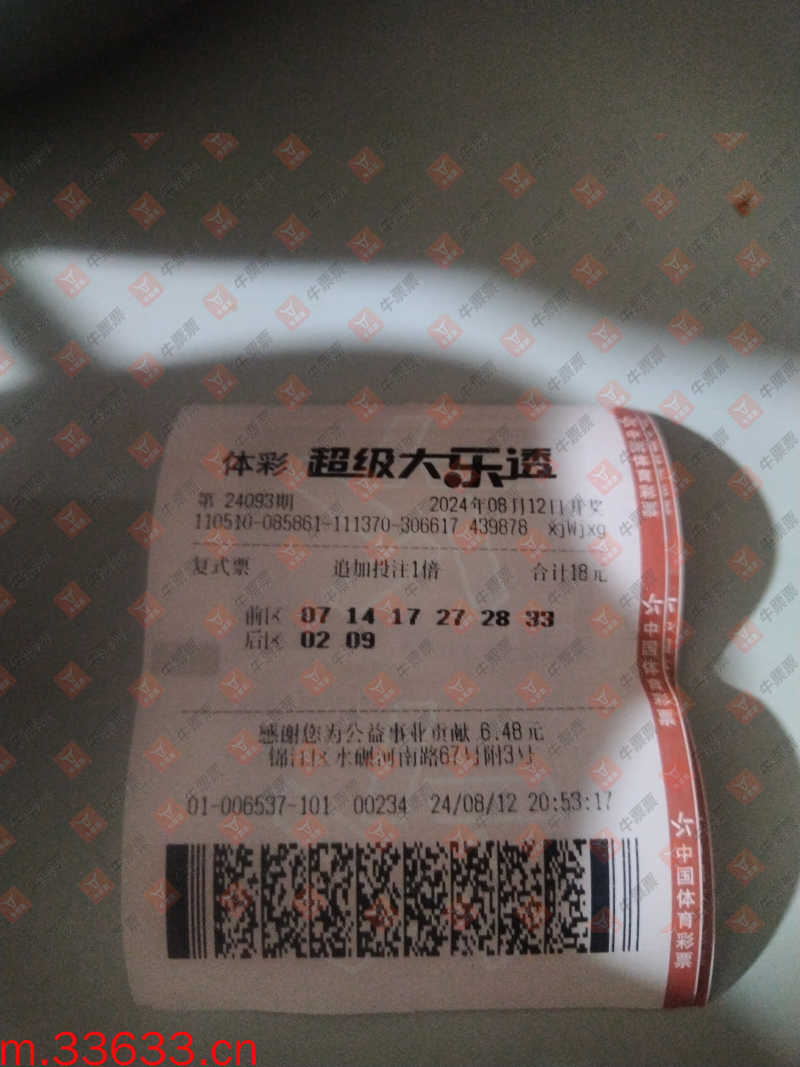 体彩 超级大乐透
第 24093期 2024年08月12日开奖
110510-085861-111370-306617 439878 xjWjxg
复式票 追加投注1倍 合计18元
前区 07 14 17 27 28 33
后区 02 09
感谢您为公益事业贡献 6.48元
锦江区水碾河南路67号附3号
01-006537-101 00234 24/08/12 20:53:17
中国体育彩票
中国体育彩票
牛票票
m.33633.cn